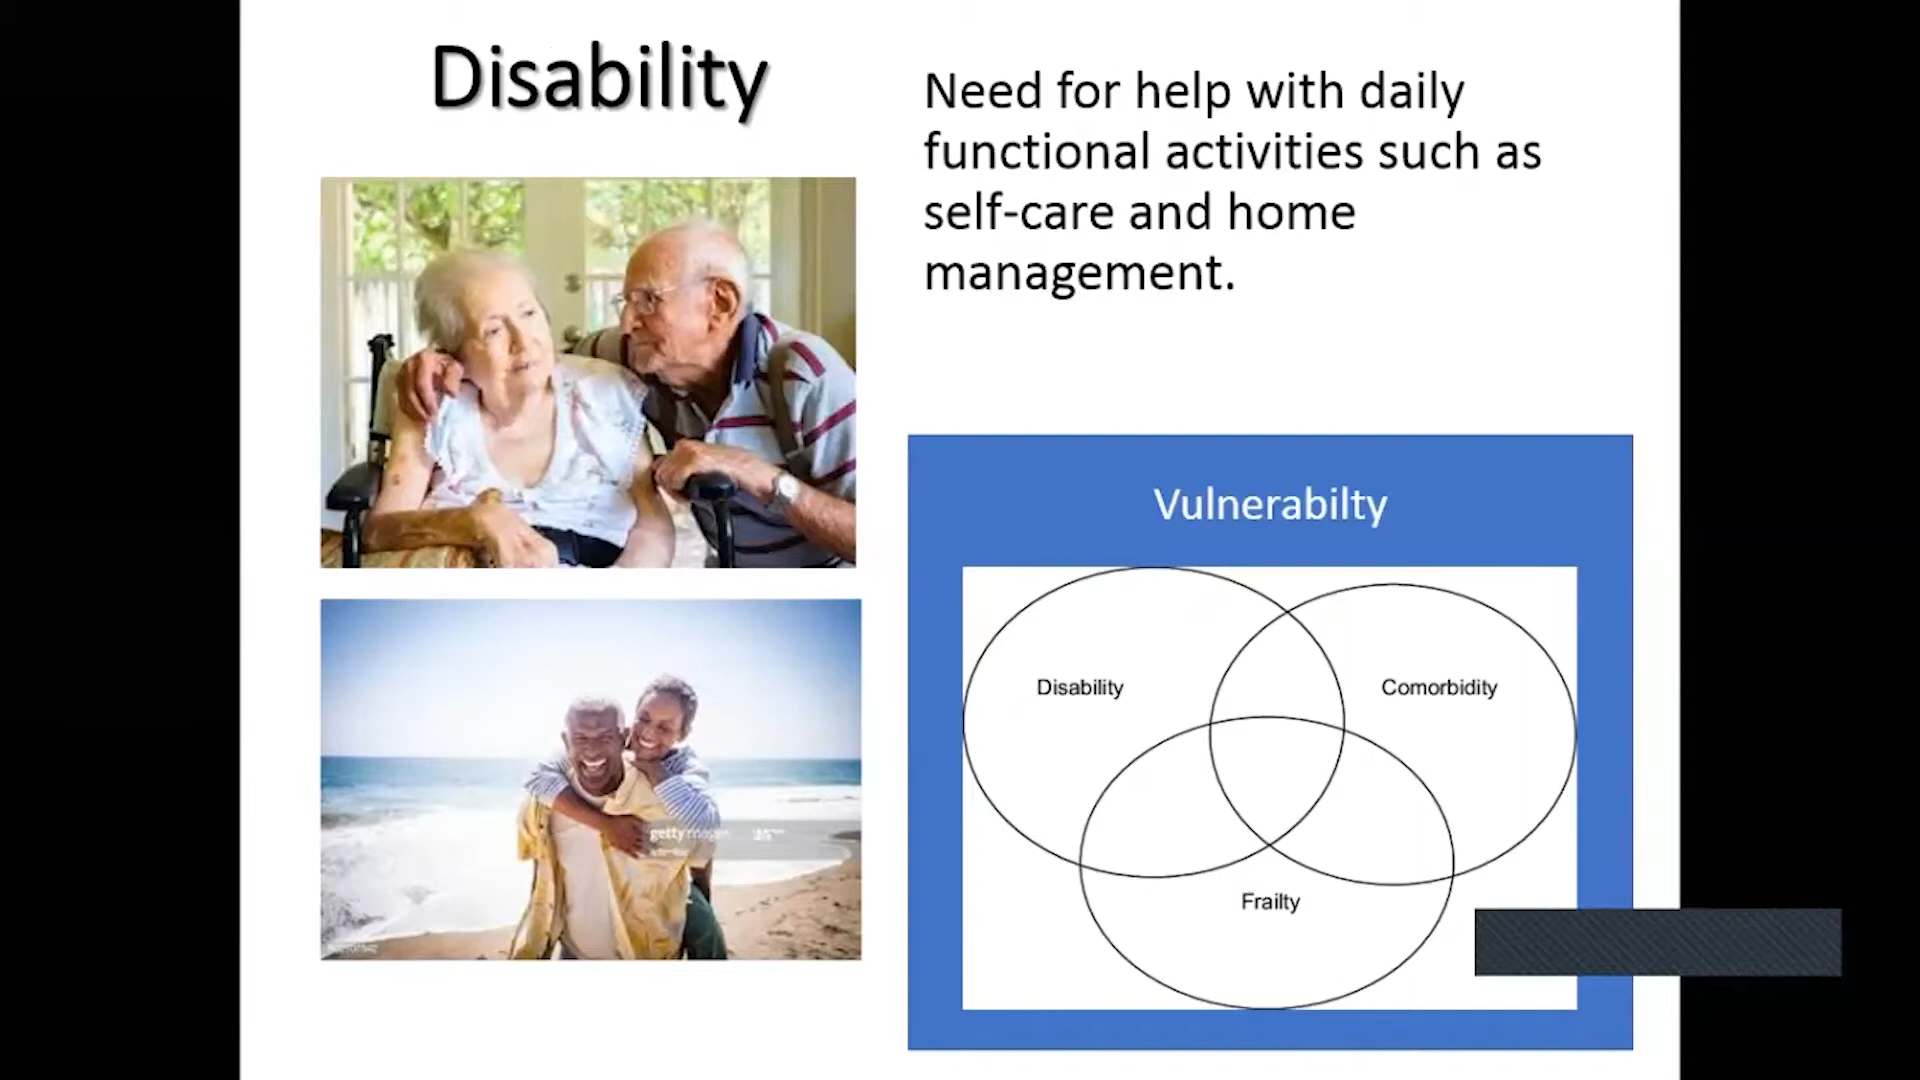 Disability
Need for help with daily
functional activities such as
self-care and home
management.
Vulnerabilty
Disability
Comorbidity
Frailty
getty